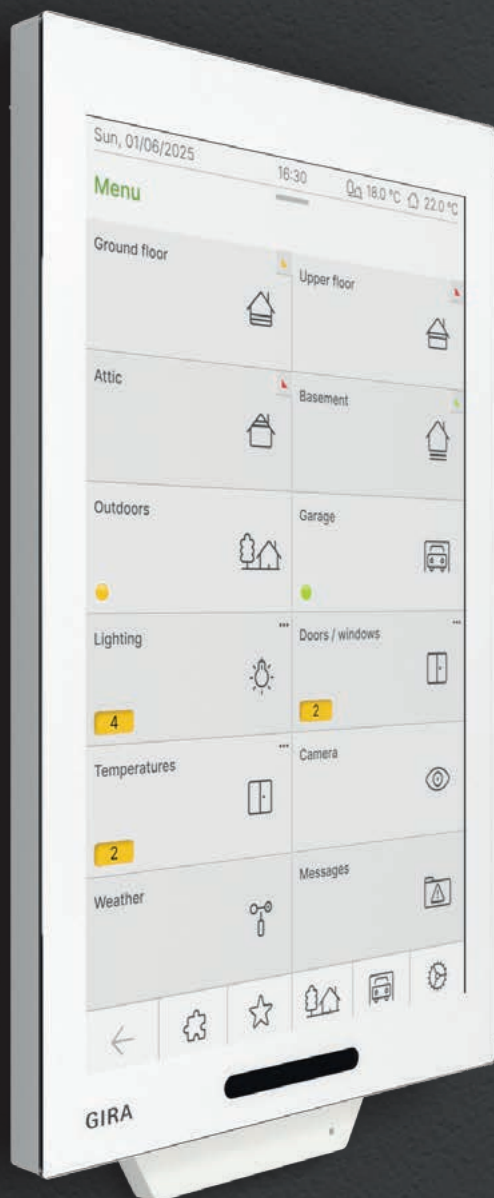 Sun, 01/06/2025 16:30 18.0 °C 22.0 °C
Menu
Ground floor
Upper floor
Attic
Basement
Outdoors
Garage
Lighting
4
Doors / windows
2
Temperatures
2
Camera
Weather
Messages
GIRA